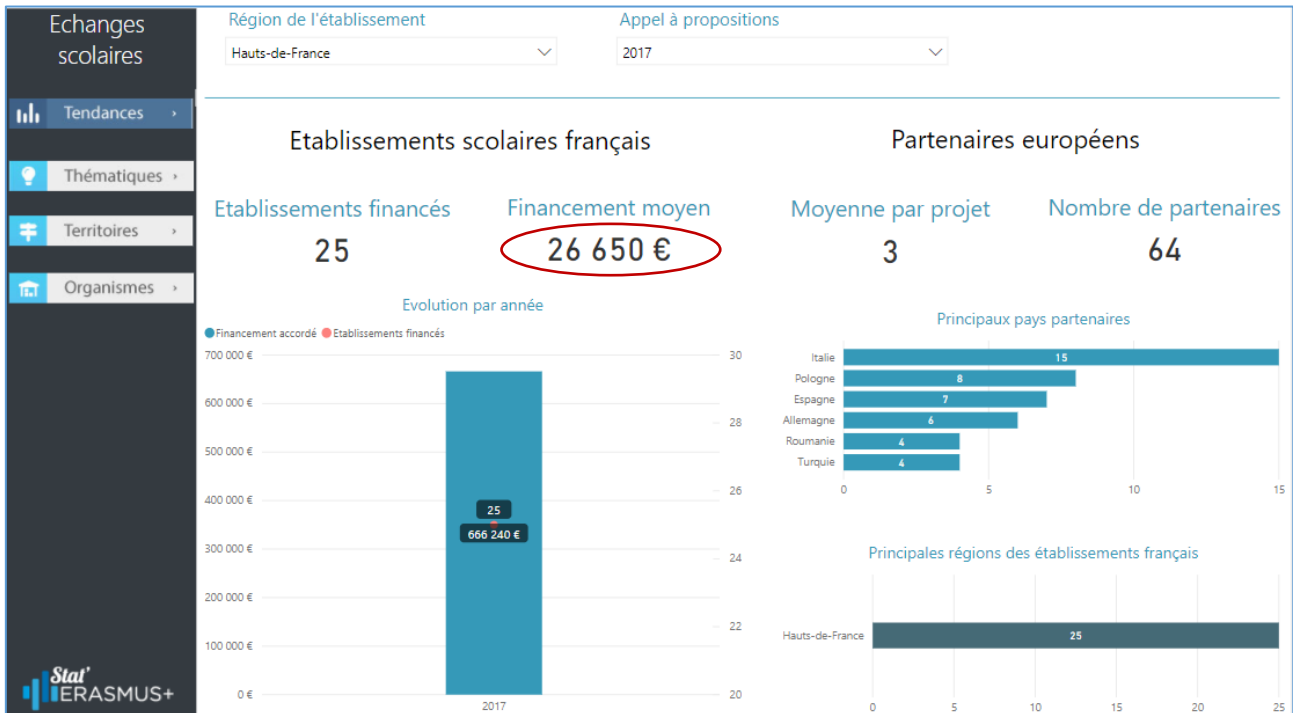 Echanges
scolaires
Tendances
Thématiques
Territoires
Organismes
Stat'
ERASMUS+
Région de l'établissement
Hauts-de-France
Appel à propositions
2017
Etablissements scolaires français
Partenaires européens
Etablissements financés
25
Financement moyen
26 650 €
Moyenne par projet
3
Nombre de partenaires
64
Evolution par année
Financement accordé Etablissements financés
700 000 €
600 000 €
500 000 €
400 000 €
300 000 €
200 000 €
100 000 €
0 €
30
28
26
24
22
20
25
666 240 €
2017
Principaux pays partenaires
Italie 15
Pologne 8
Espagne 7
Allemagne 6
Roumanie 4
Turquie 4
0 5 10 15
Principales régions des établissements français
Hauts-de-France 25
0 5 10 15 20 25